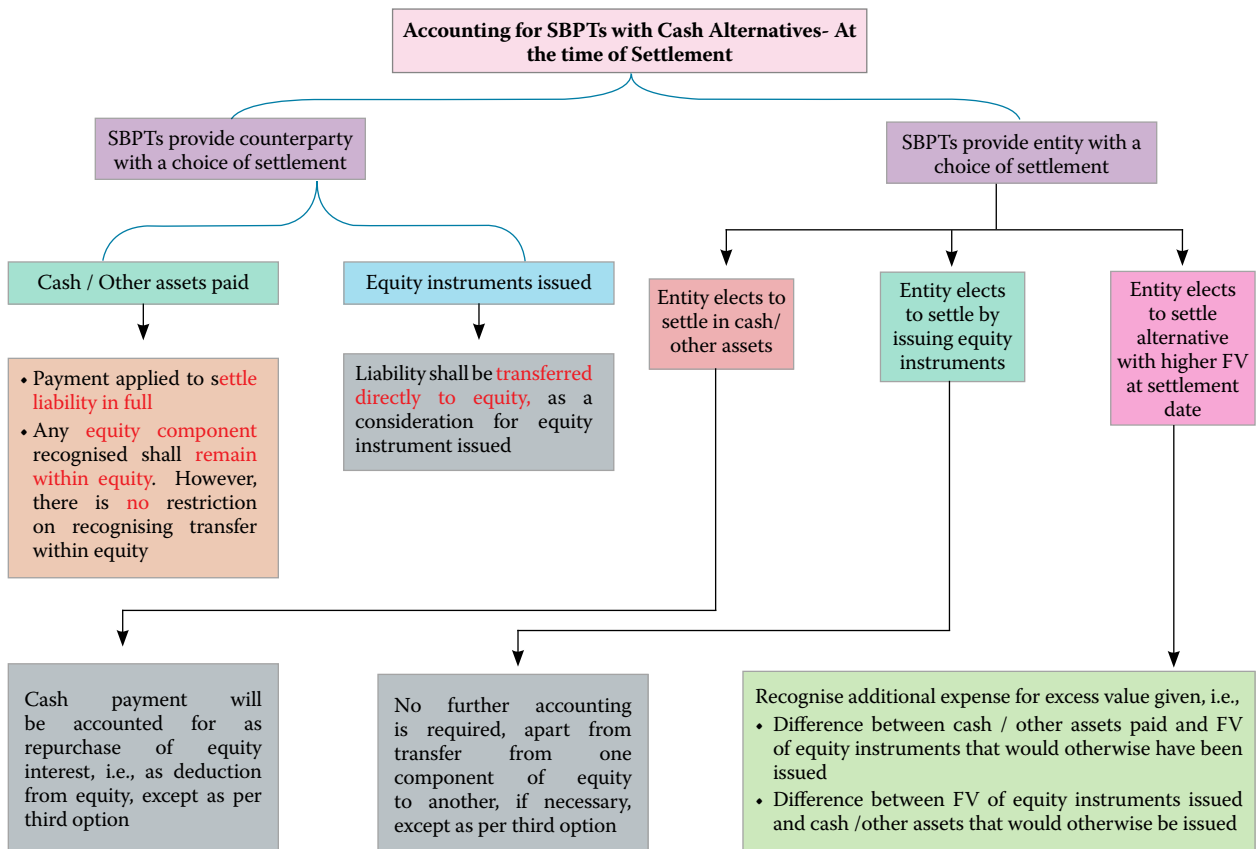 Accounting for SBPTs with Cash Alternatives- At
the time of Settlement
SBPTs provide counterparty
with a choice of settlement
SBPTs provide entity with a
choice of settlement
Cash / Other assets paid
Equity instruments issued
Entity elects to
settle in cash/
other assets
Entity elects
to settle by
issuing equity
instruments
Entity elects
to settle
alternative
with higher FV
at settlement
date
• Payment applied to settle
liability in full
• Any equity component
recognised shall remain
within equity. However,
there is no restriction
on recognising transfer
within equity
Liability shall be transferred
directly to equity, as a
consideration for equity
instrument issued
Cash payment will
be accounted for as
repurchase of equity
interest, i.e., as deduction
from equity, except as per
third option
No further accounting
is required, apart from
transfer from one
component of equity
to another, if necessary,
except as per third option
Recognise additional expense for excess value given, i.e.,
• Difference between cash / other assets paid and FV
of equity instruments that would otherwise have been
issued
• Difference between FV of equity instruments issued
and cash /other assets that would otherwise be issued